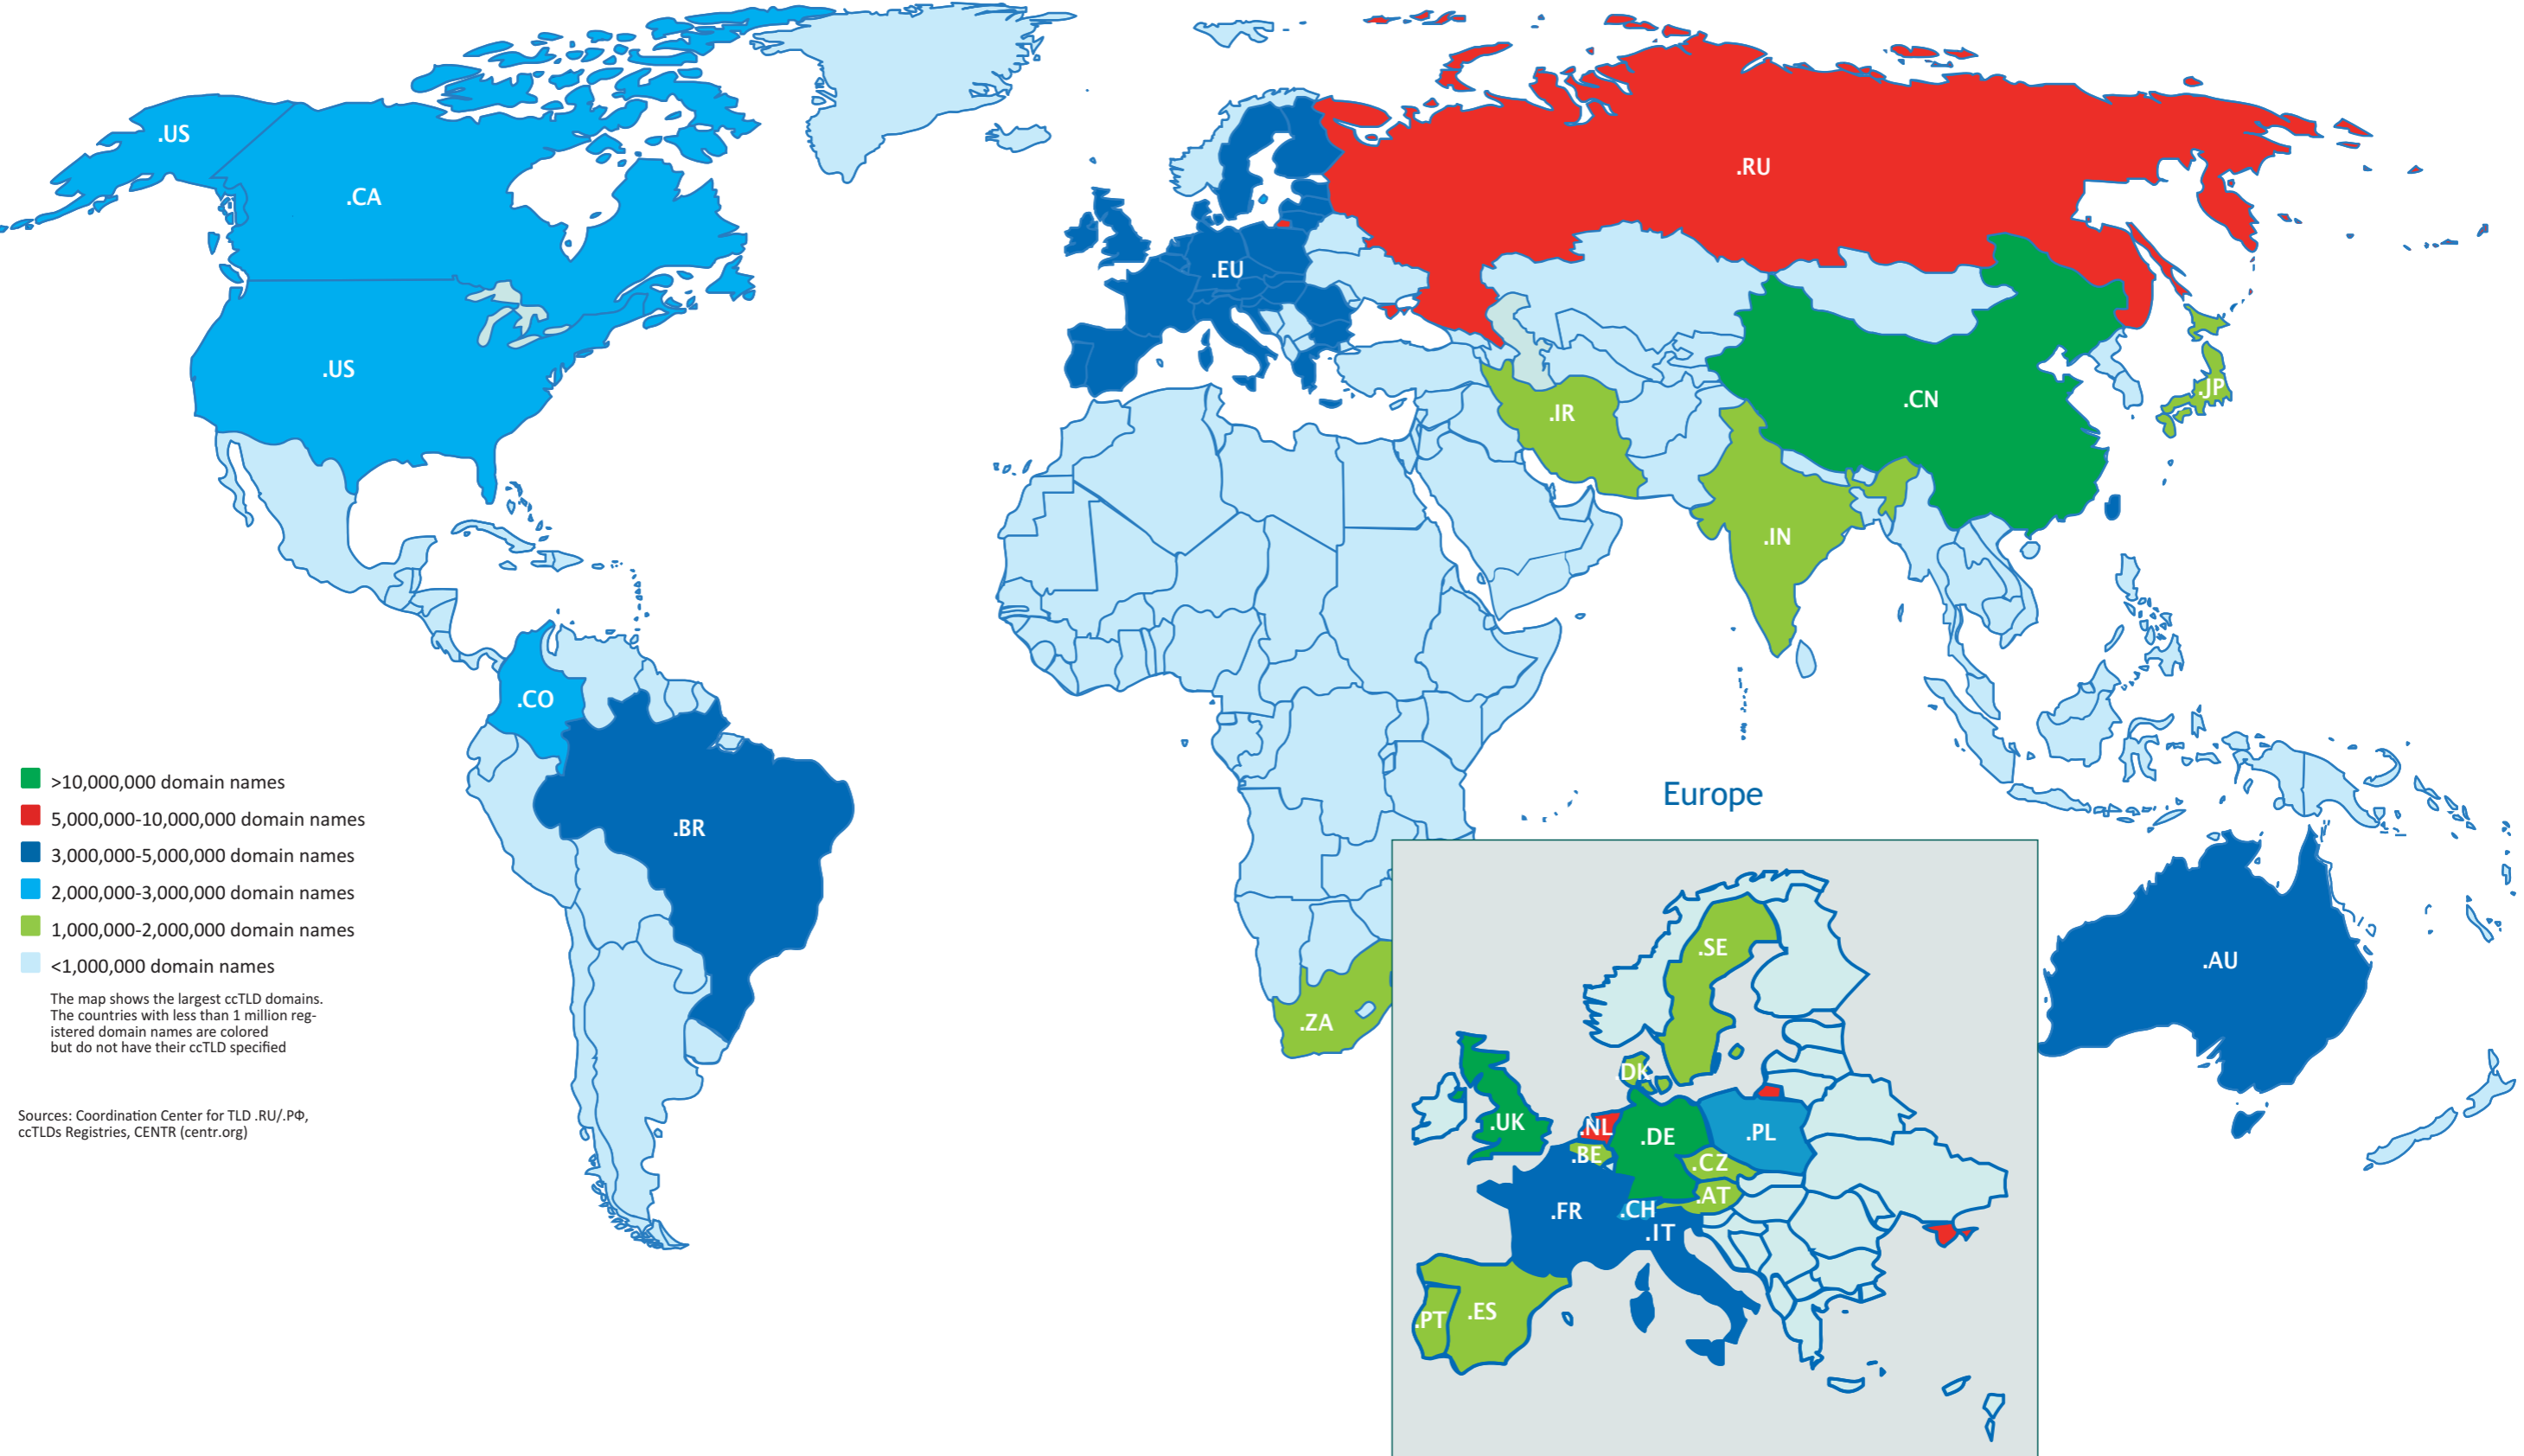 .US
.CA
.US
.RU
.EU
.CN
.JP
.IR
.IN
.CO
.BR
.ZA
.AU
>10,000,000 domain names
5,000,000-10,000,000 domain names
3,000,000-5,000,000 domain names
2,000,000-3,000,000 domain names
1,000,000-2,000,000 domain names
<1,000,000 domain names
The map shows the largest ccTLD domains.
The countries with less than 1 million reg-
istered domain names are colored
but do not have their ccTLD specified
Sources: Coordination Center for TLD .RU/.РФ,
ccTLDs Registries, CENTR (centr.org)
Europe
.SE
.DK
.UK
.NL
.DE
.PL
.BE
.CZ
.AT
.FR
.CH
.IT
.PT
.ES